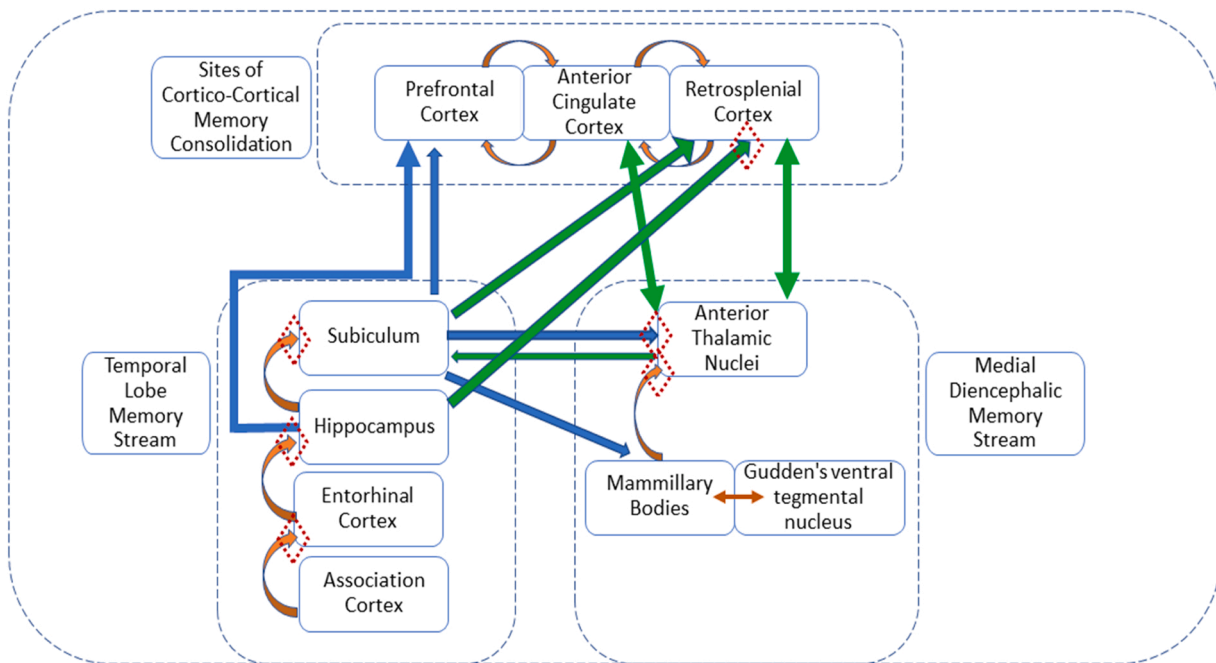 Sites of
Cortico-Cortical
Memory
Consolidation
Prefrontal
Cortex
Anterior
Cingulate
Cortex
Retrosplenial
Cortex
Temporal
Lobe
Memory
Stream
Subiculum
Hippocampus
Entorhinal
Cortex
Association
Cortex
Anterior
Thalamic
Nuclei
Mammillary
Bodies
Gudden's ventral
tegmental
nucleus
Medial
Diencephalic
Memory
Stream